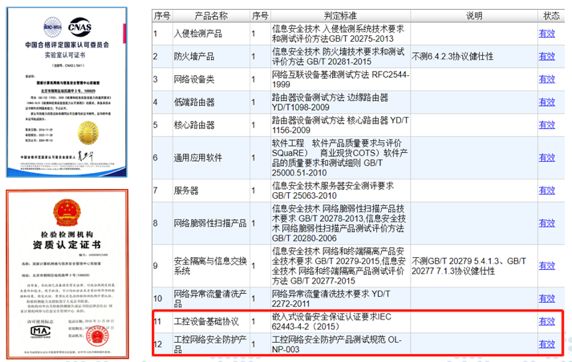 CNAS
中国合格评定国家认可委员会
实验室认可证书
检验检测机构
资质认定证书
MA
序号 产品名称 序号 判定标准 说明 状态
1 入侵检测产品 1 信息安全技术 入侵检测系统技术要求
和测试评价方法GB/T 20275-2013 有效
2 防火墙产品 1 信息安全技术 防火墙技术要求和测试
评价方法GB/T 20281-2015 不测6.4.2.3协议健壮性 有效
3 网络设备类 1 网络互联设备基准测试方法 RFC2544-
1999 有效
4 低端路由器 1 路由器设备测试方法 边缘路由器
YD/T1098-2009 有效
5 核心路由器 1 路由器设备测试方法 核心路由器 YD/T
1156-2009 有效
6 通用应用软件 1 软件工程 软件产品质量要求与评价
SQuaRE） 商业现货COTS）软件产
品的质量要求和测试细则 GB/T
25000.51-2010 有效
7 服务器 1 信息安全技术服务器安全测评要求
GB/T 25063-2010 有效
8 网络脆弱性扫描产品 1 信息安全技术 网络脆弱性扫描产品技
术要求 GB/T 20278-2013,信息安全技
术 网络脆弱性扫描产品测试评价方法
GB/T 20280-2006 有效
9 安全隔离与信息交换
系统 1 信息安全技术 网络和终端隔离产品安
全技术要求 GB/T 20279-2015,信息安全
技术 网络和终端隔离产品测试评价
方法 GB/T 20277-2015 不测GB/T 20279 5.4.1.3、GB/T
20277 7.1.3协议健壮性 有效
10 网络异常流量清洗产
品 1 网络异常流量清洗技术要求 YD/T
2272-2011 有效
11 工控设备基础协议 1 嵌入式设备安全保证认证要求IEC
62443-4-2（2015） 有效
12 工控网络安全防护产
品 1 工控网络安全防护产品测试规范 OL-
NP-003 有效